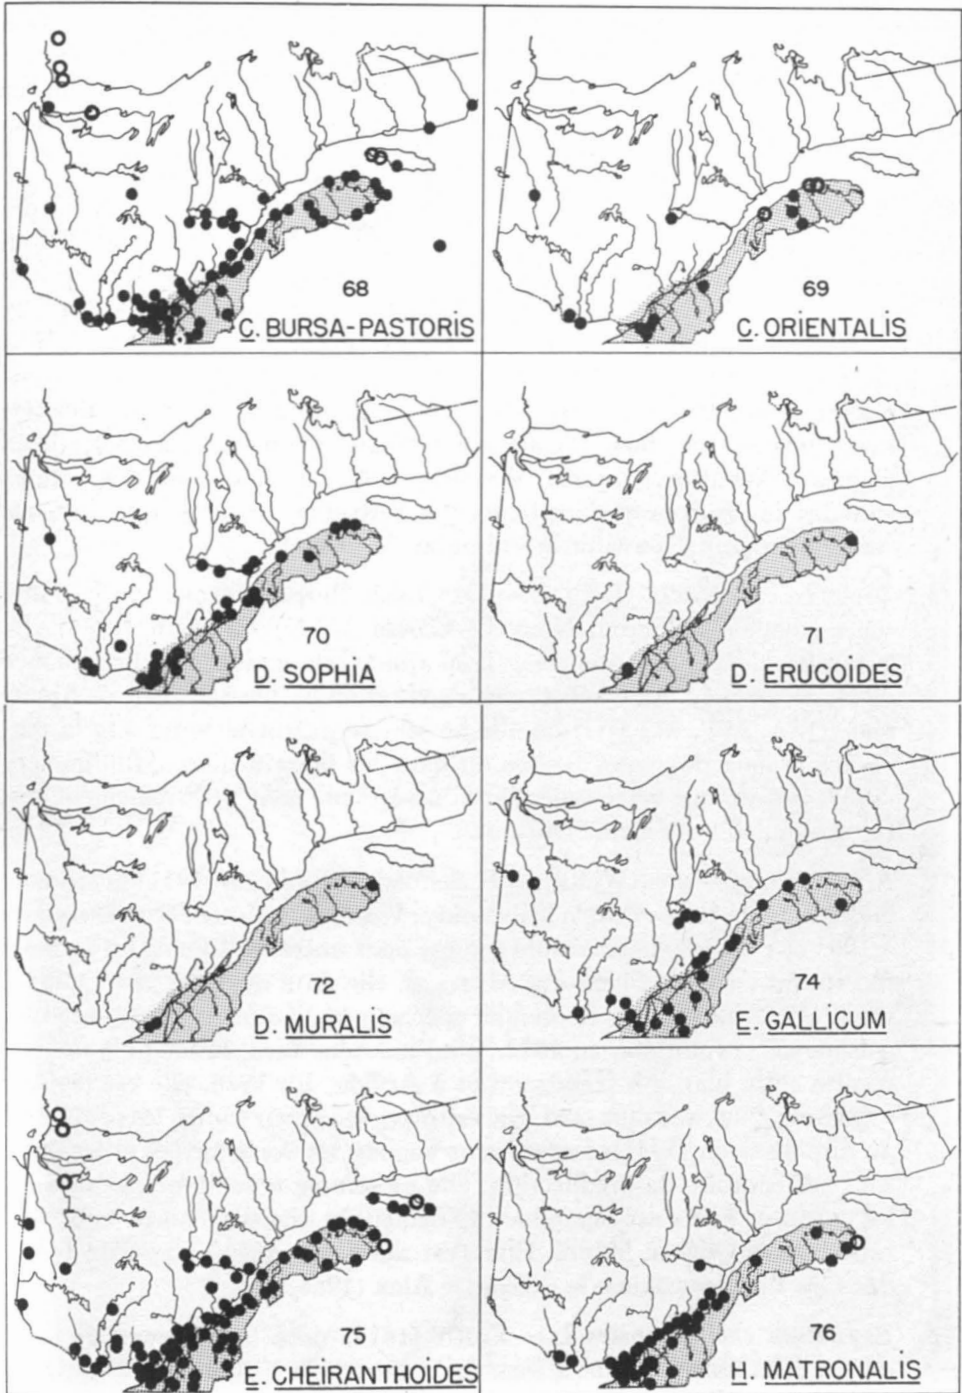 68
C. BURSA-PASTORiS
69
C. ORiENTALiS
70
D. SOPHiA
71
D. ERUCOiDES
72
D. MURALiS
74
E. GALLiCUM
75
E. CHEiRANTHOiDES
76
H. MATRONALiS